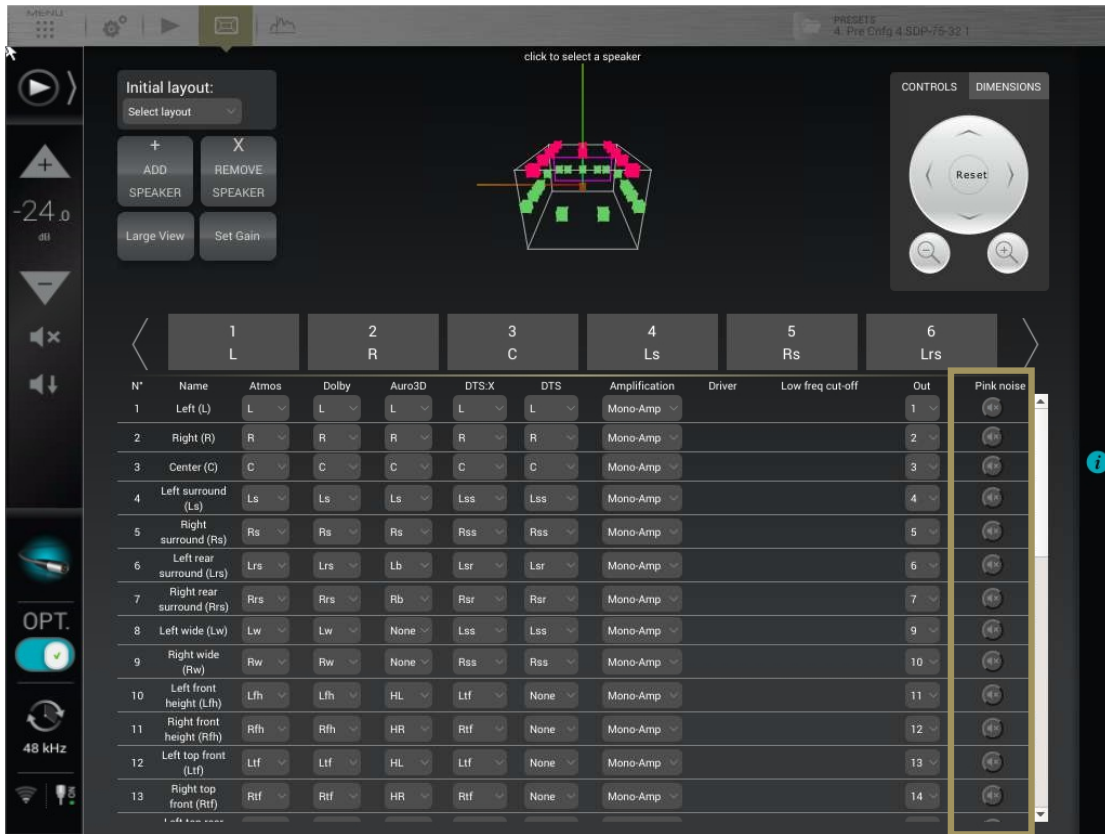 MENU
PRESETS
4. Pre Cnfg 4.SDP-75-32 1
click to select a speaker
Initial layout:
Select layout
+ ADD SPEAKER
X REMOVE SPEAKER
Large View
Set Gain
CONTROLS DIMENSIONS
Reset
-24.0
dB
1 2 3 4 5 6
L R C Ls Rs Lrs
N° Name Atmos Dolby Auro3D DTS:X DTS Amplification Driver Low freq cut-off Out Pink noise
1 Left (L) L L L L L Mono-Amp 1
2 Right (R) R R R R R Mono-Amp 2
3 Center (C) C C C C C Mono-Amp 3
4 Left surround (Ls) Ls Ls Ls Lss Lss Mono-Amp 4
5 Right surround (Rs) Rs Rs Rs Rss Rss Mono-Amp 5
6 Left rear surround (Lrs) Lrs Lrs Lb Lsr Lsr Mono-Amp 6
7 Right rear surround (Rrs) Rrs Rrs Rb Rsr Rsr Mono-Amp 7
8 Left wide (Lw) Lw Lw None Lss Lss Mono-Amp 9
9 Right wide (Rw) Rw Rw None Rss Rss Mono-Amp 10
10 Left front height (Lfh) Lfh Lfh HL Ltf None Mono-Amp 11
11 Right front height (Rfh) Rfh Rfh HR Rtf None Mono-Amp 12
12 Left top front (Ltf) Ltf Ltf HL Ltf None Mono-Amp 13
13 Right top front (Rtf) Rtf Rtf HR Rtf None Mono-Amp 14
OPT.
48 kHz
ON
i